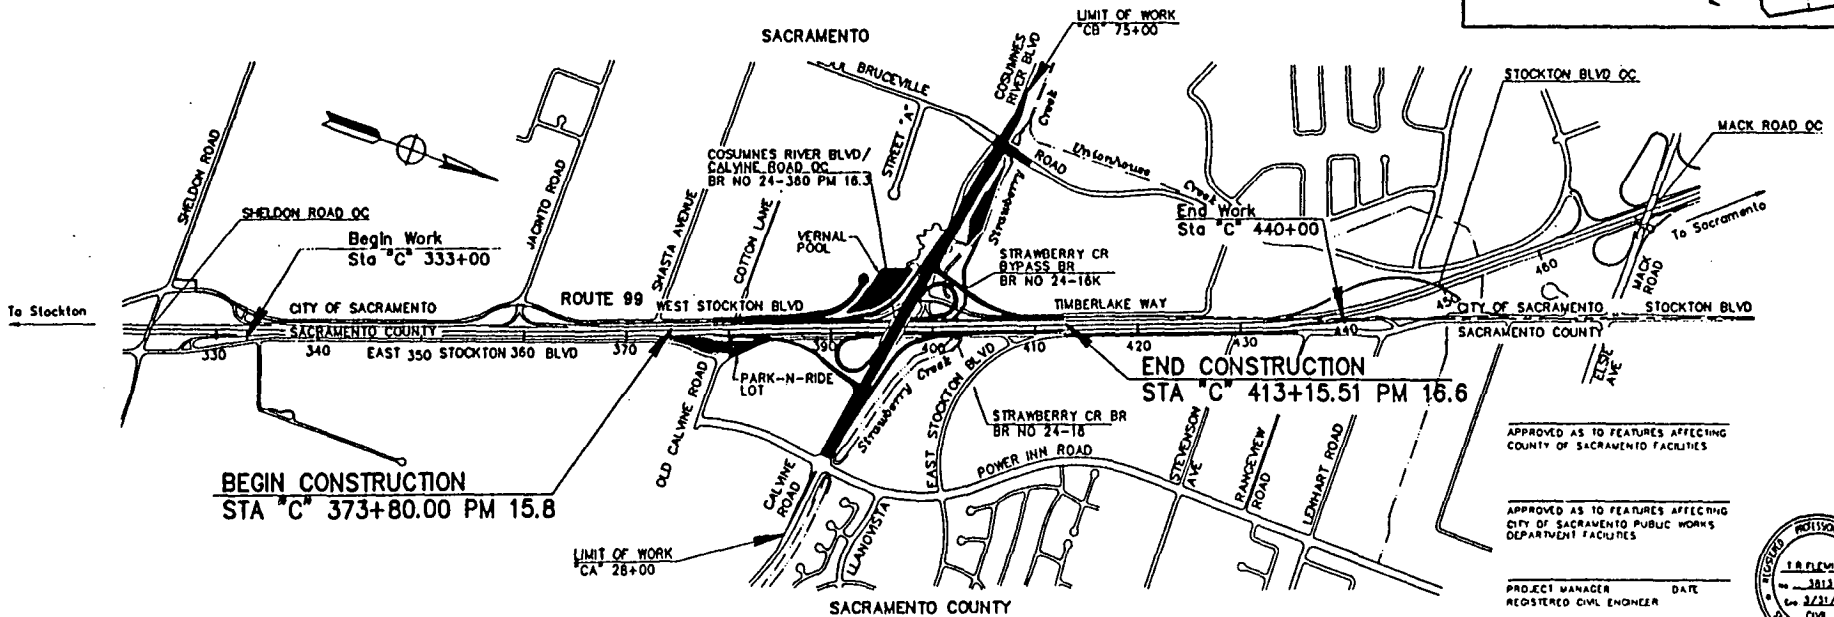 LIMIT OF WORK
"CB" 75+00
SACRAMENTO
BRUCEVILLE
ROAD
COSUMNES
RIVER BLVD
Creek
Unionhouse
Creek
STOCKTON BLVD OC
MACK ROAD OC
SHELDON ROAD
JACINTO ROAD
SHASTA AVENUE
COTTON LANE
STREET "A"
COSUMNES RIVER BLVD/
CALVINE ROAD OC
BR NO 24-380 PM 16.3
SHELDON ROAD OC
Begin Work
Sta "C" 333+00
VERNAL
POOL
Strawberry
STRAWBERRY CR
BYPASS BR
BR NO 24-16K
End Work
Sta "C" 440+00
To Sacramento
MACK
ROAD
To Stockton
CITY OF SACRAMENTO
ROUTE 99
WEST STOCKTON BLVD
TIMBERLAKE WAY
CITY OF SACRAMENTO
STOCKTON BLVD
SACRAMENTO COUNTY
SACRAMENTO COUNTY
330
340
350
360
370
390
400
410
420
430
440
450
460
EAST STOCKTON BLVD
ELSIE
AVE
PARK-N-RIDE
LOT
OLD CALVINE ROAD
Strawberry Creek
EAST STOCKTON BLVD
END CONSTRUCTION
STA "C" 413+15.51 PM 16.6
STRAWBERRY CR BR
BR NO 24-18
BEGIN CONSTRUCTION
STA "C" 373+80.00 PM 15.8
CALVINE
ROAD
LLANOVISTA
POWER INN ROAD
STEVENSON
AVE
RANGEVIEW
ROAD
LENHART ROAD
LIMIT OF WORK
"CA" 28+00
SACRAMENTO COUNTY
APPROVED AS TO FEATURES AFFECTING
COUNTY OF SACRAMENTO FACILITIES
APPROVED AS TO FEATURES AFFECTING
CITY OF SACRAMENTO PUBLIC WORKS
DEPARTMENT FACILITIES
PROJECT MANAGER DATE
REGISTERED CIVIL ENGINEER
REGISTERED